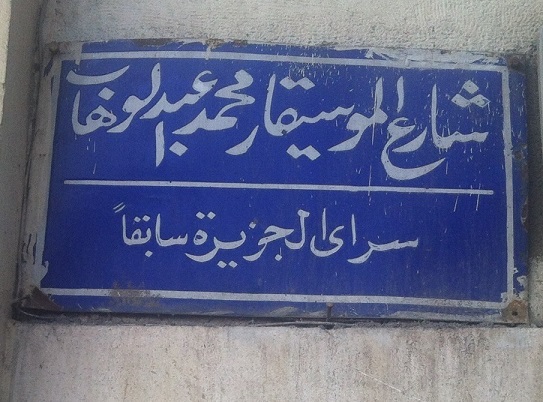 شارع الموسيقار محمد عبد الوهاب
سراى الجزيرة سابقاً